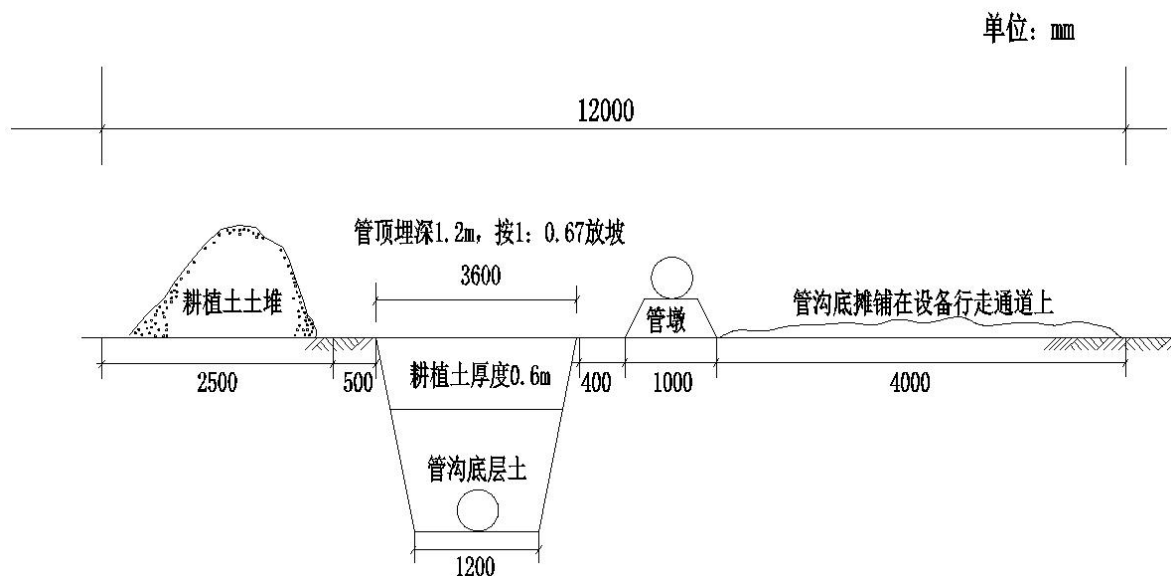 单位：mm
12000
管顶埋深1.2m，按1：0.67放坡
3600
耕植土土堆
管墩
管沟底摊铺在设备行走通道上
2500
500
耕植土厚度0.6m
400
1000
4000
管沟底层土
1200